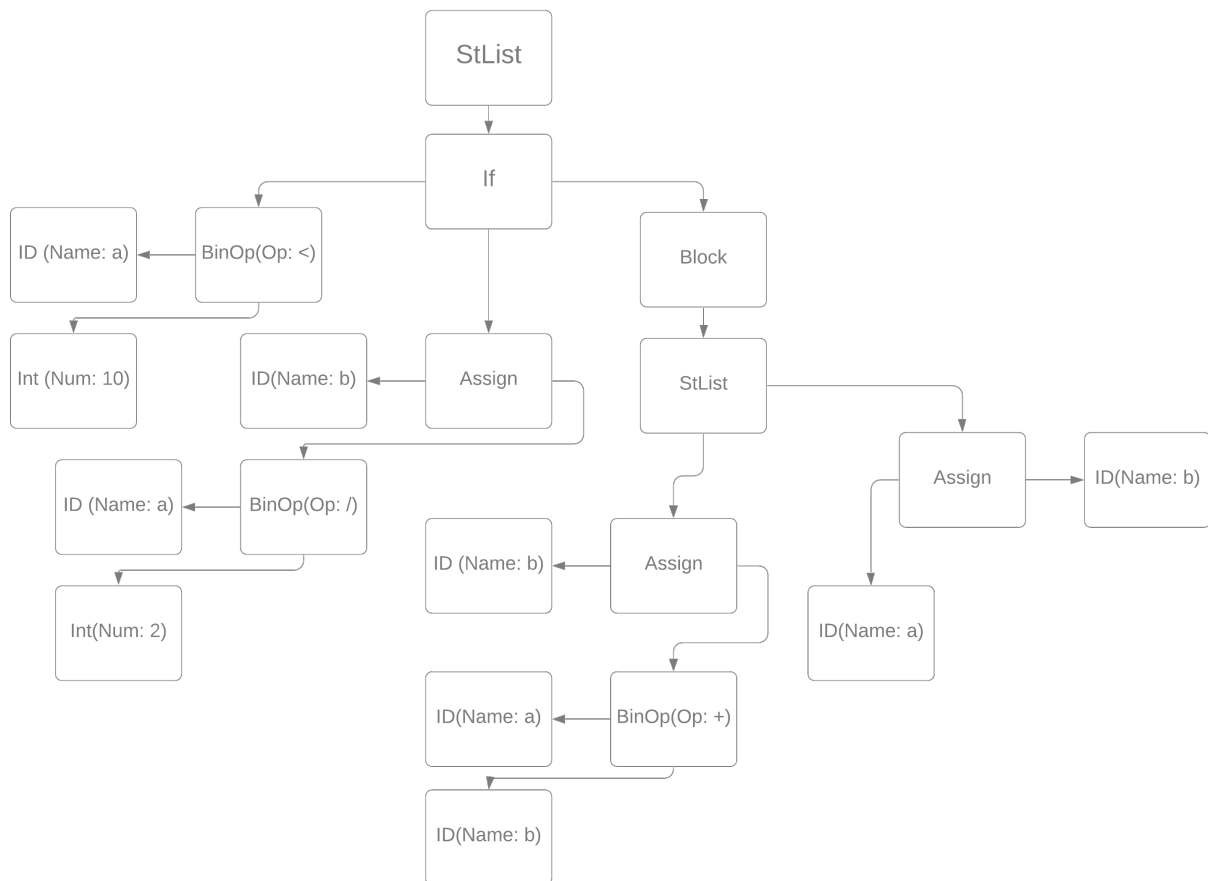 StList
If
ID (Name: a)
BinOp(Op: <)
Block
Int (Num: 10)
ID(Name: b)
Assign
StList
ID (Name: a)
BinOp(Op: /)
Assign
ID(Name: b)
ID (Name: b)
Assign
Int(Num: 2)
ID(Name: a)
ID(Name: a)
BinOp(Op: +)
ID(Name: b)